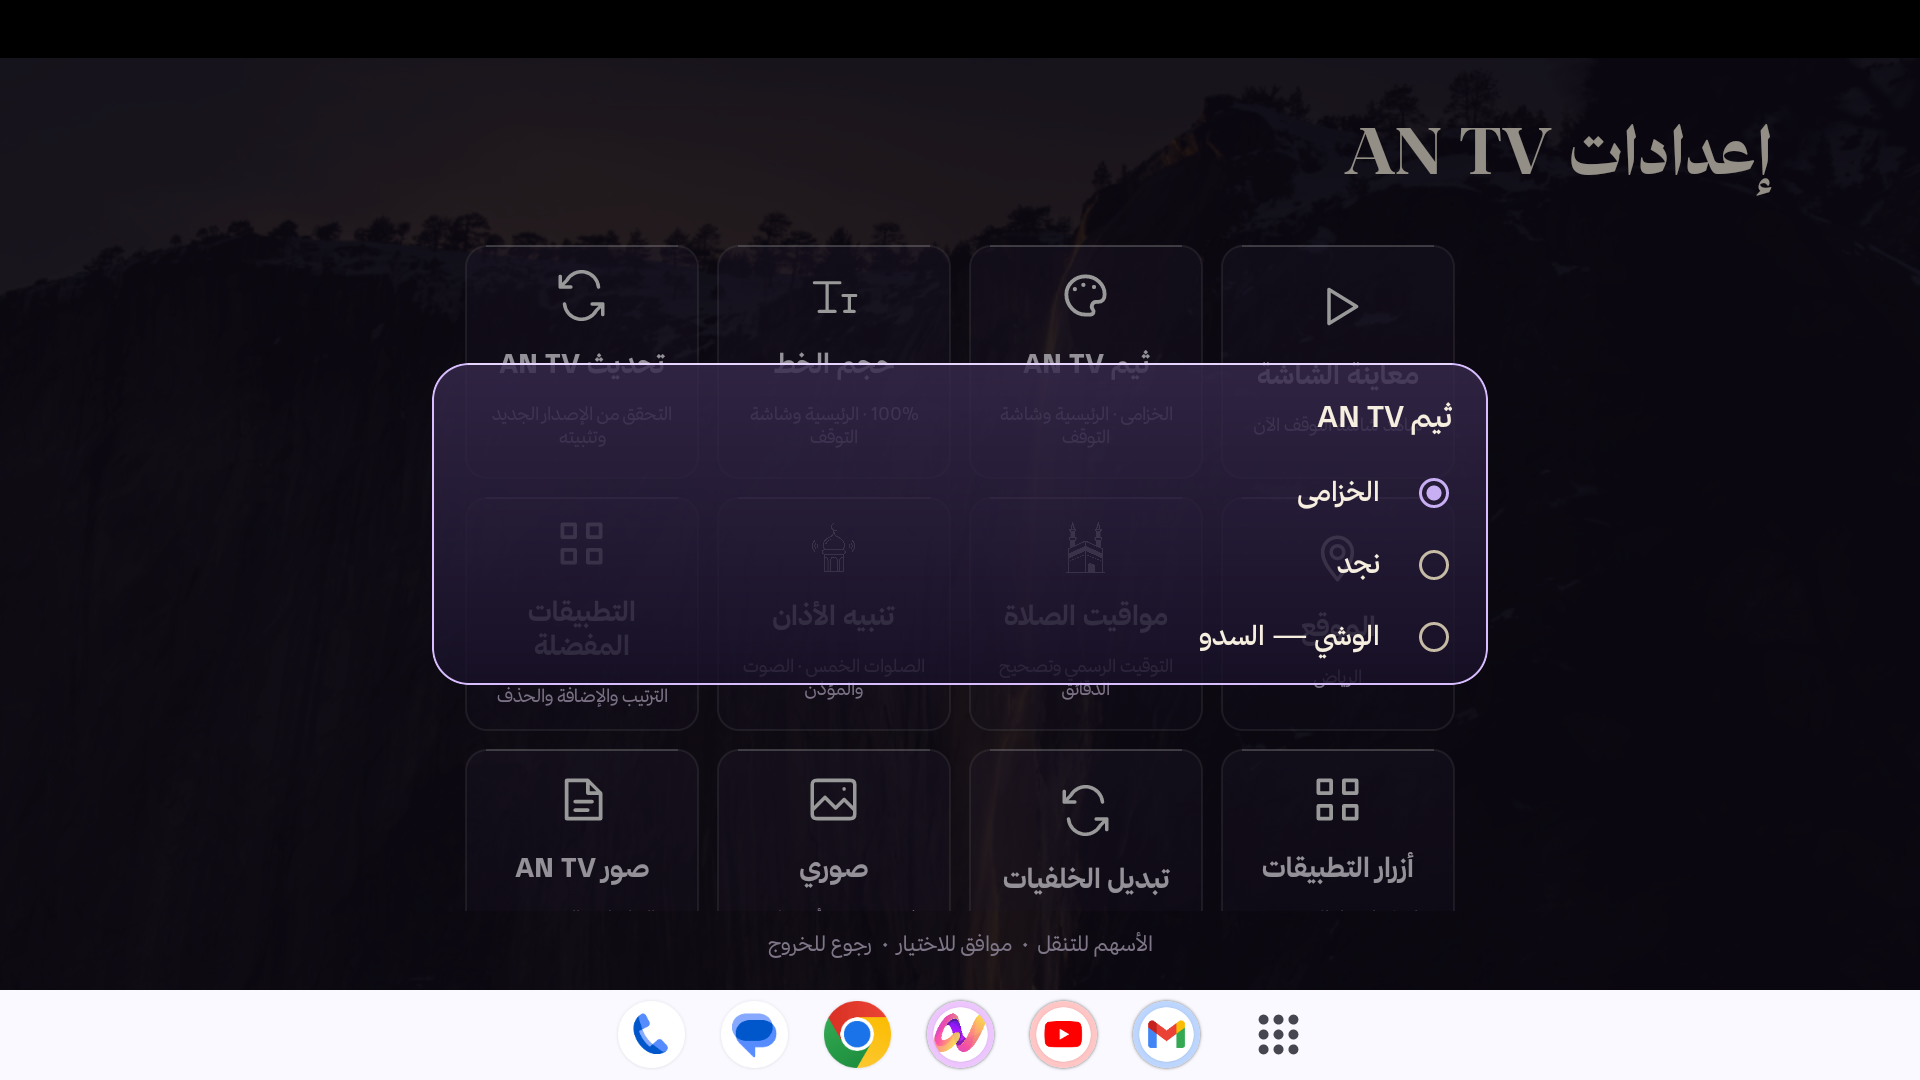 إعدادات AN TV
معاينة الشاشة
ثيم AN TV
الخزامى · الرئيسية وشاشة
التوقف
حجم الخط
100% · الرئيسية وشاشة
التوقف
تحديث AN TV
التحقق من الإصدار الجديد
وتثبيته
ثيم AN TV
الخزامى
نجد
الوشي — السدو
الموقع
الرياض
مواقيت الصلاة
التوقيت الرسمي وتصحيح
الدقائق
تنبيه الأذان
الصلوات الخمس · الصوت
والمؤذن
التطبيقات
المفضلة
الترتيب والإضافة والحذف
أزرار التطبيقات
تبديل الخلفيات
صوري
صور AN TV
الأسهم للتنقل · موافق للاختيار · رجوع للخروج